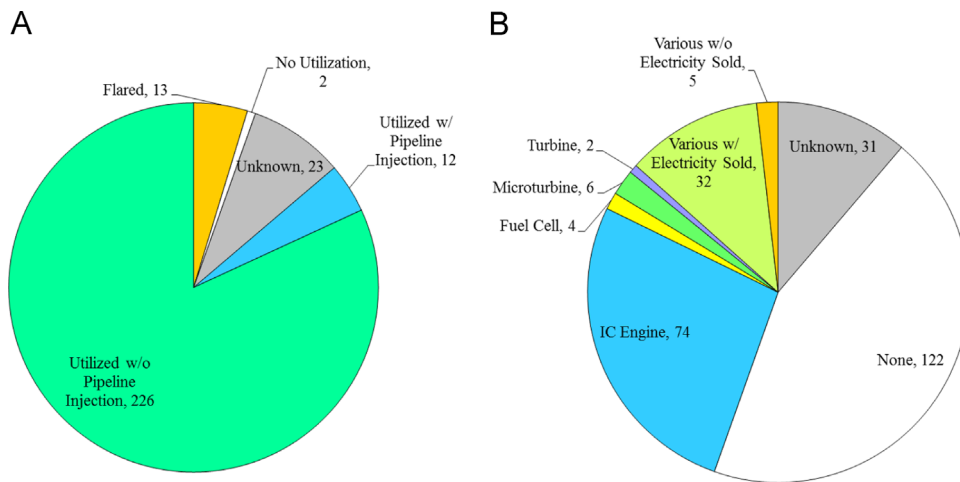 A
No Utilization,
2
Flared, 13
Utilized w/
Pipeline
Injection, 12
Unknown, 23
Utilized w/o
Pipeline
Injection, 226
B
Various w/o
Electricity Sold,
5
Unknown, 31
Turbine, 2
Various w/
Electricity Sold,
32
Microturbine, 6
Fuel Cell, 4
IC Engine, 74
None, 122